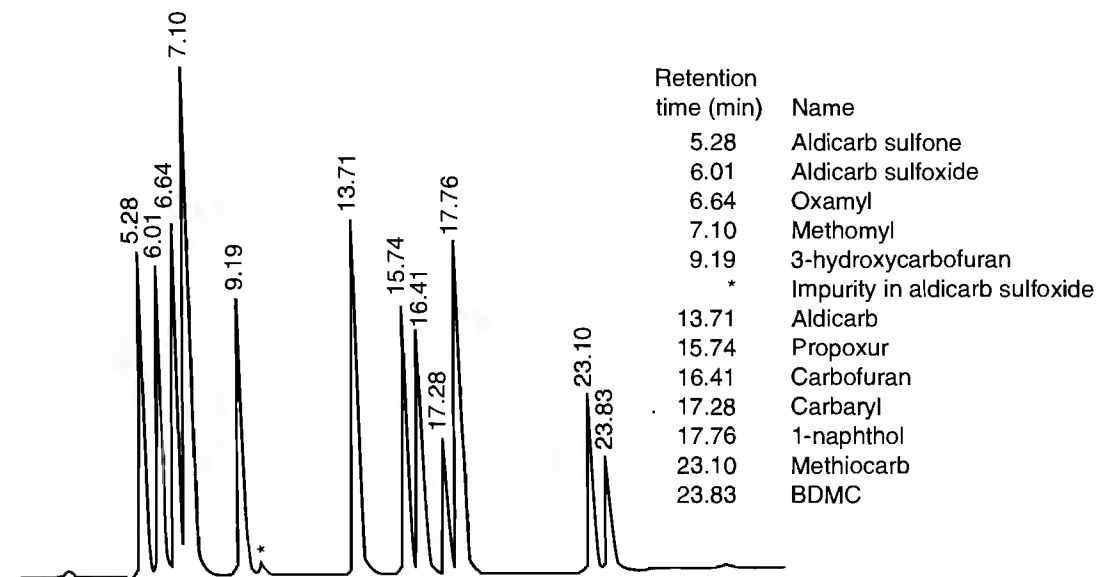 5.28
6.01
6.64
7.10
9.19
*
13.71
15.74
16.41
17.28
17.76
23.10
23.83
Retention
time (min) Name
5.28 Aldicarb sulfone
6.01 Aldicarb sulfoxide
6.64 Oxamyl
7.10 Methomyl
9.19 3-hydroxycarbofuran
* Impurity in aldicarb sulfoxide
13.71 Aldicarb
15.74 Propoxur
16.41 Carbofuran
17.28 Carbaryl
17.76 1-naphthol
23.10 Methiocarb
23.83 BDMC